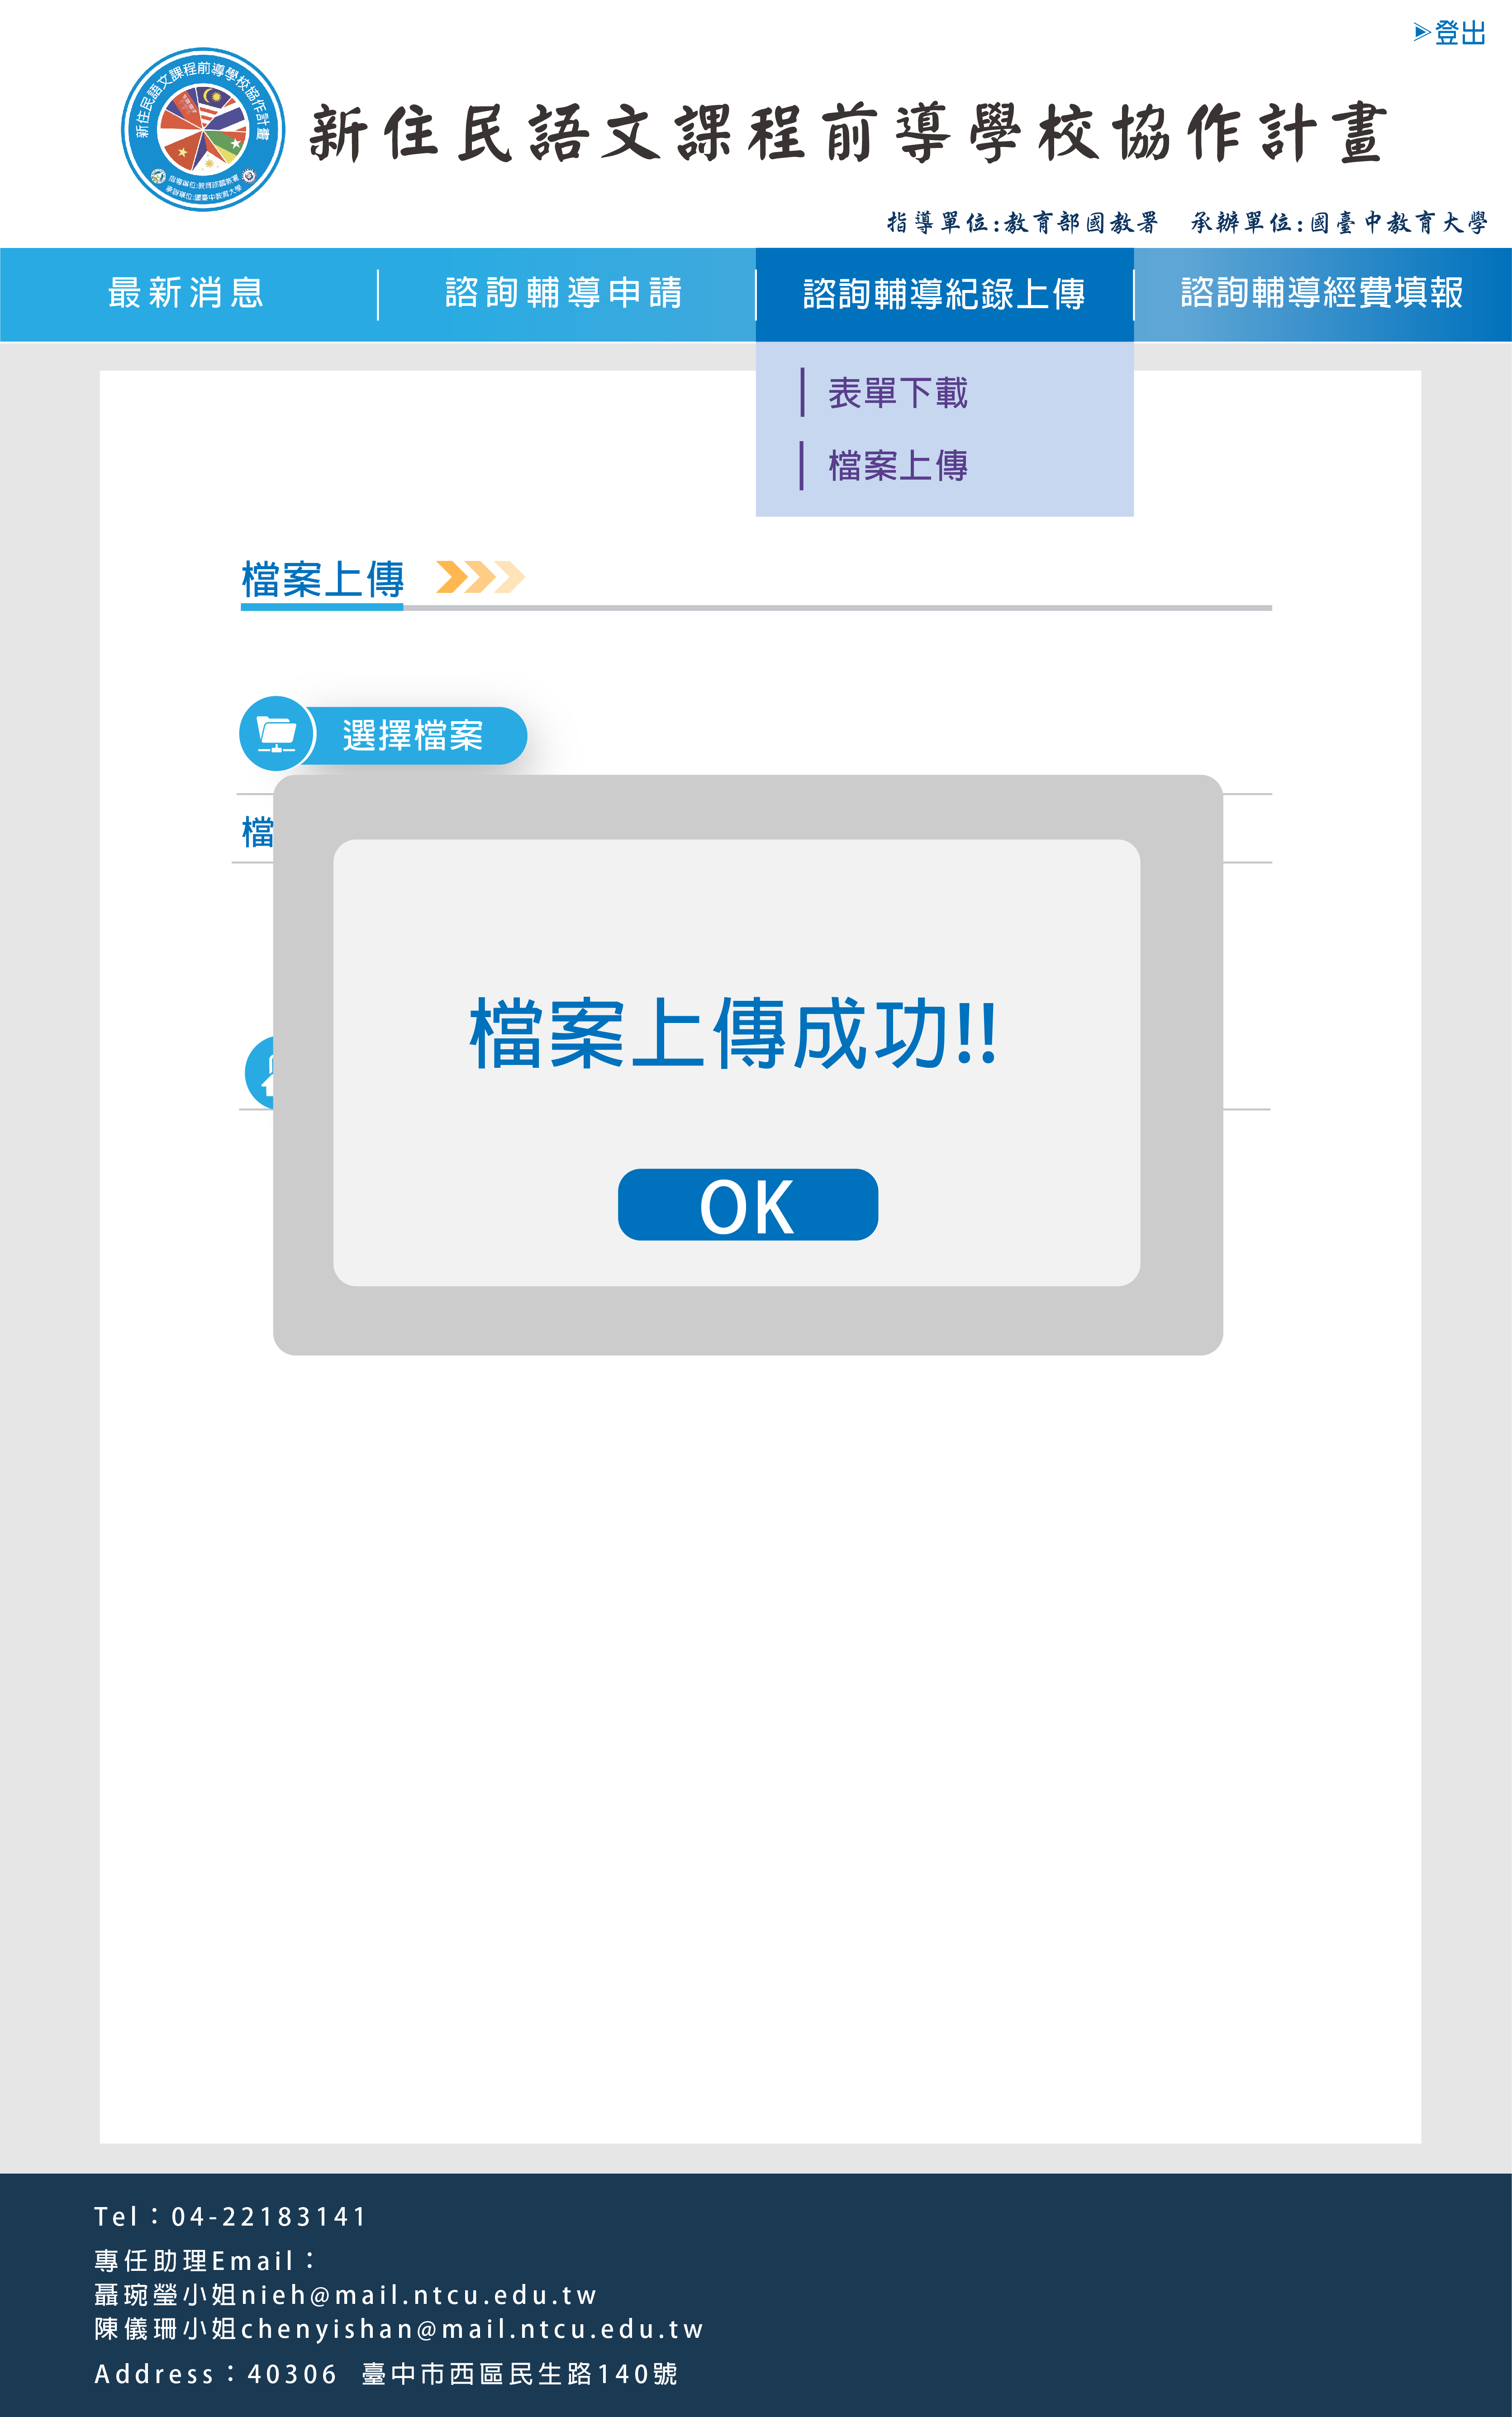 登出
新住民語文課程前導學校協作計畫
指導單位:教育部國教署
承辦單位:國臺中教育大學
新住民語文課程前導學校協作計畫
指導單位:教育部國教署 承辦單位:國臺中教育大學
最新消息 諮詢輔導申請 諮詢輔導紀錄上傳 諮詢輔導經費填報
表單下載
檔案上傳
檔案上傳
選擇檔案
檔
檔案上傳成功!!
OK
Tel：04-22183141
專任助理Email：
聶琬瑩小姐nieh@mail.ntcu.edu.tw
陳儀珊小姐chenyishan@mail.ntcu.edu.tw
Address：40306 臺中市西區民生路140號